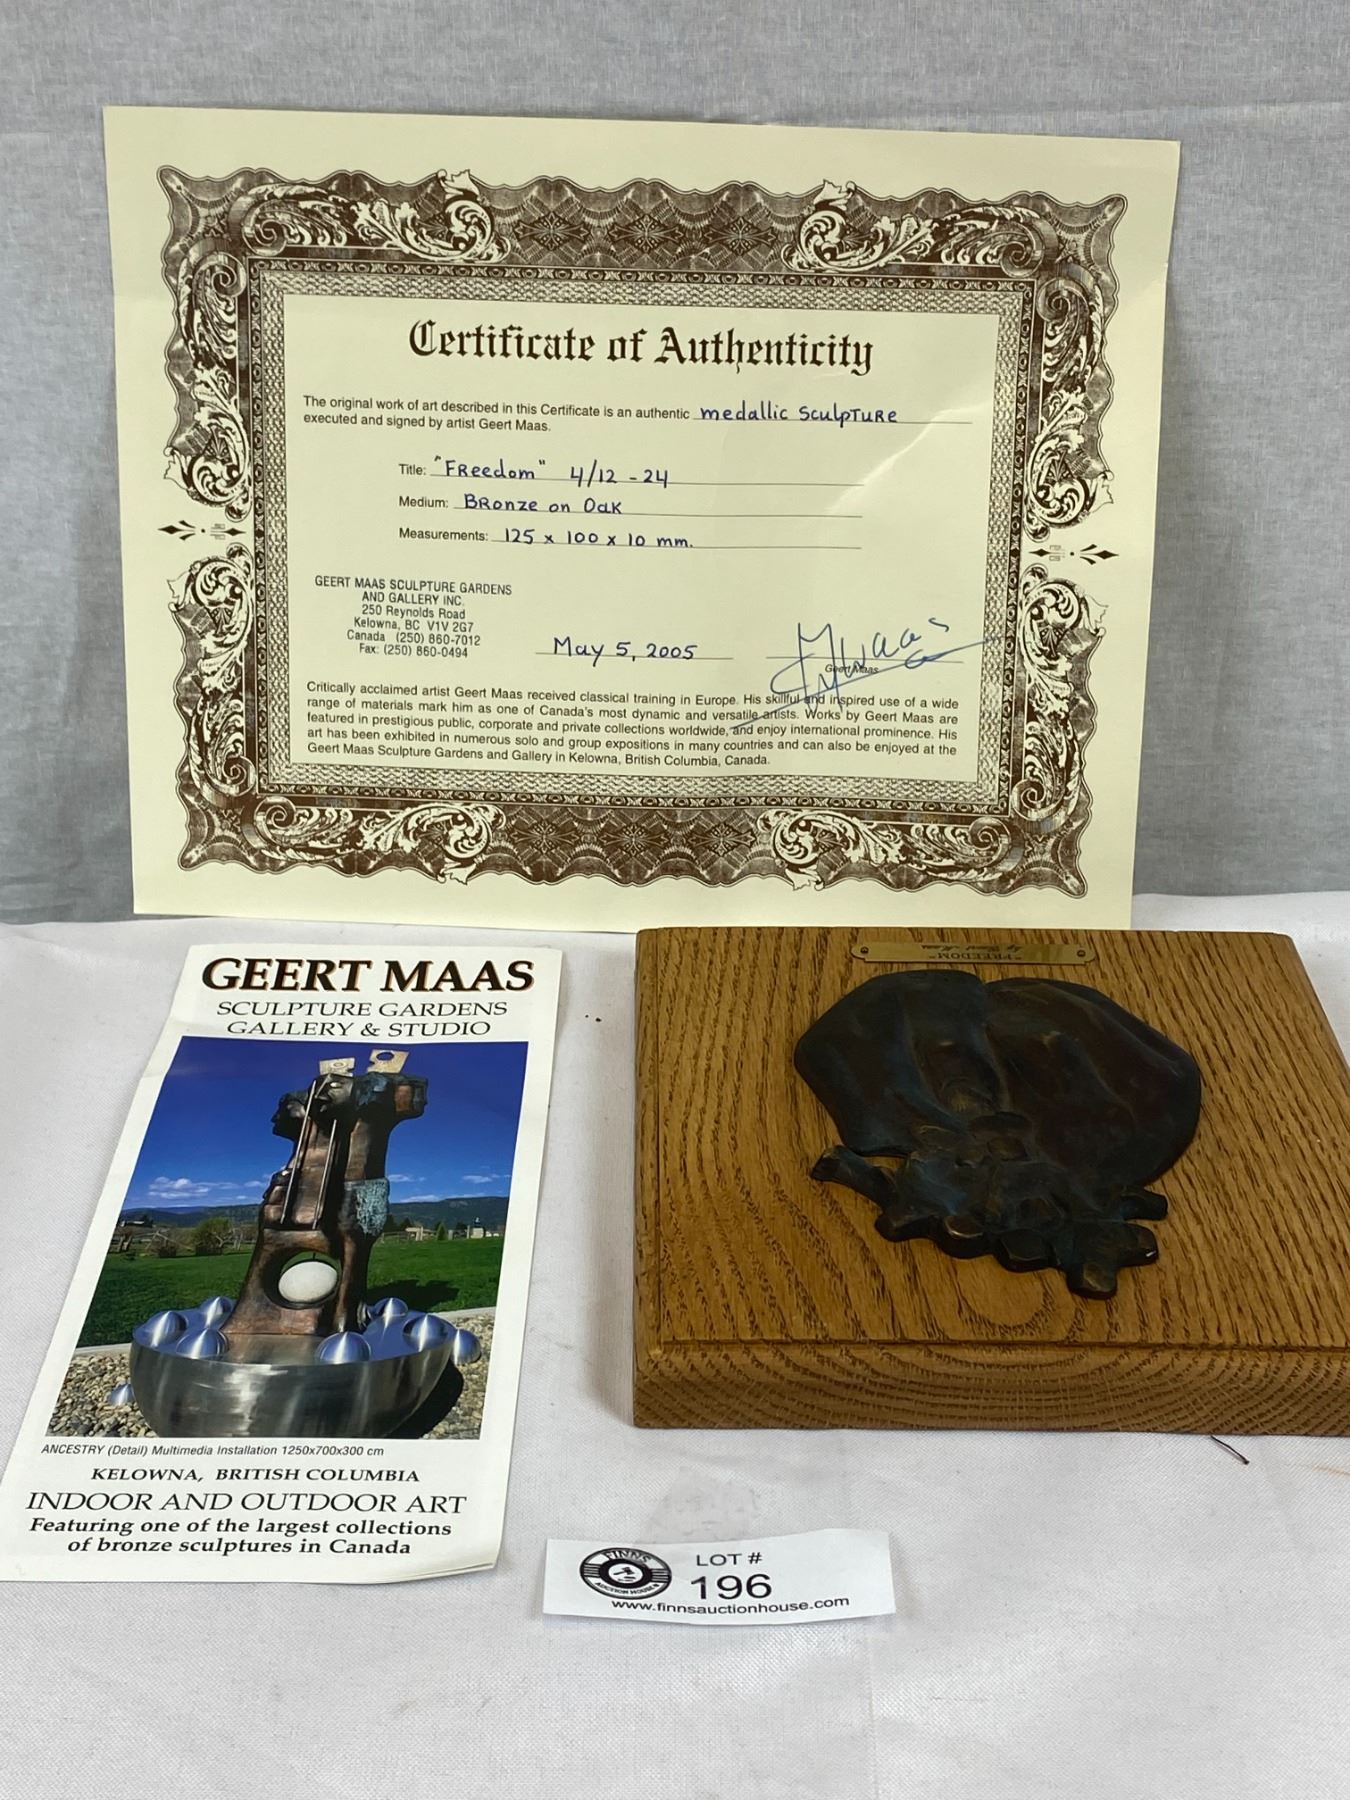 Certificate of Authenticity
The original work of art described in this Certificate is an authentic medallic sculpture
executed and signed by artist Geert Maas.
Title: "Freedom" 4/12 - 24
Medium: Bronze on Oak
Measurements: 125 x 100 x 10 mm.
GEERT MAAS SCULPTURE GARDENS
AND GALLERY INC.
250 Reynolds Road
Kelowna, BC V1V 2G7
Canada (250) 860-7012
Fax: (250) 860-0494
May 5, 2005
GMaas
Geert Maas
Critically acclaimed artist Geert Maas received classical training in Europe. His skillful and inspired use of a wide
range of materials mark him as one of Canada's most dynamic and versatile artists. Works by Geert Maas are
featured in prestigious public, corporate and private collections worldwide, and enjoy international prominence. His
art has been exhibited in numerous solo and group expositions in many countries and can also be enjoyed at the
Geert Maas Sculpture Gardens and Gallery in Kelowna, British Columbia, Canada.
"FREEDOM"
by Geert Maas
GEERT MAAS
SCULPTURE GARDENS
GALLERY & STUDIO
ANCESTRY (Detail) Multimedia Installation 1250x700x300 cm
KELOWNA, BRITISH COLUMBIA
INDOOR AND OUTDOOR ART
Featuring one of the largest collections
of bronze sculptures in Canada
FINNS
AUCTION HOUSE
LOT #
196
www.finnsauctionhouse.com